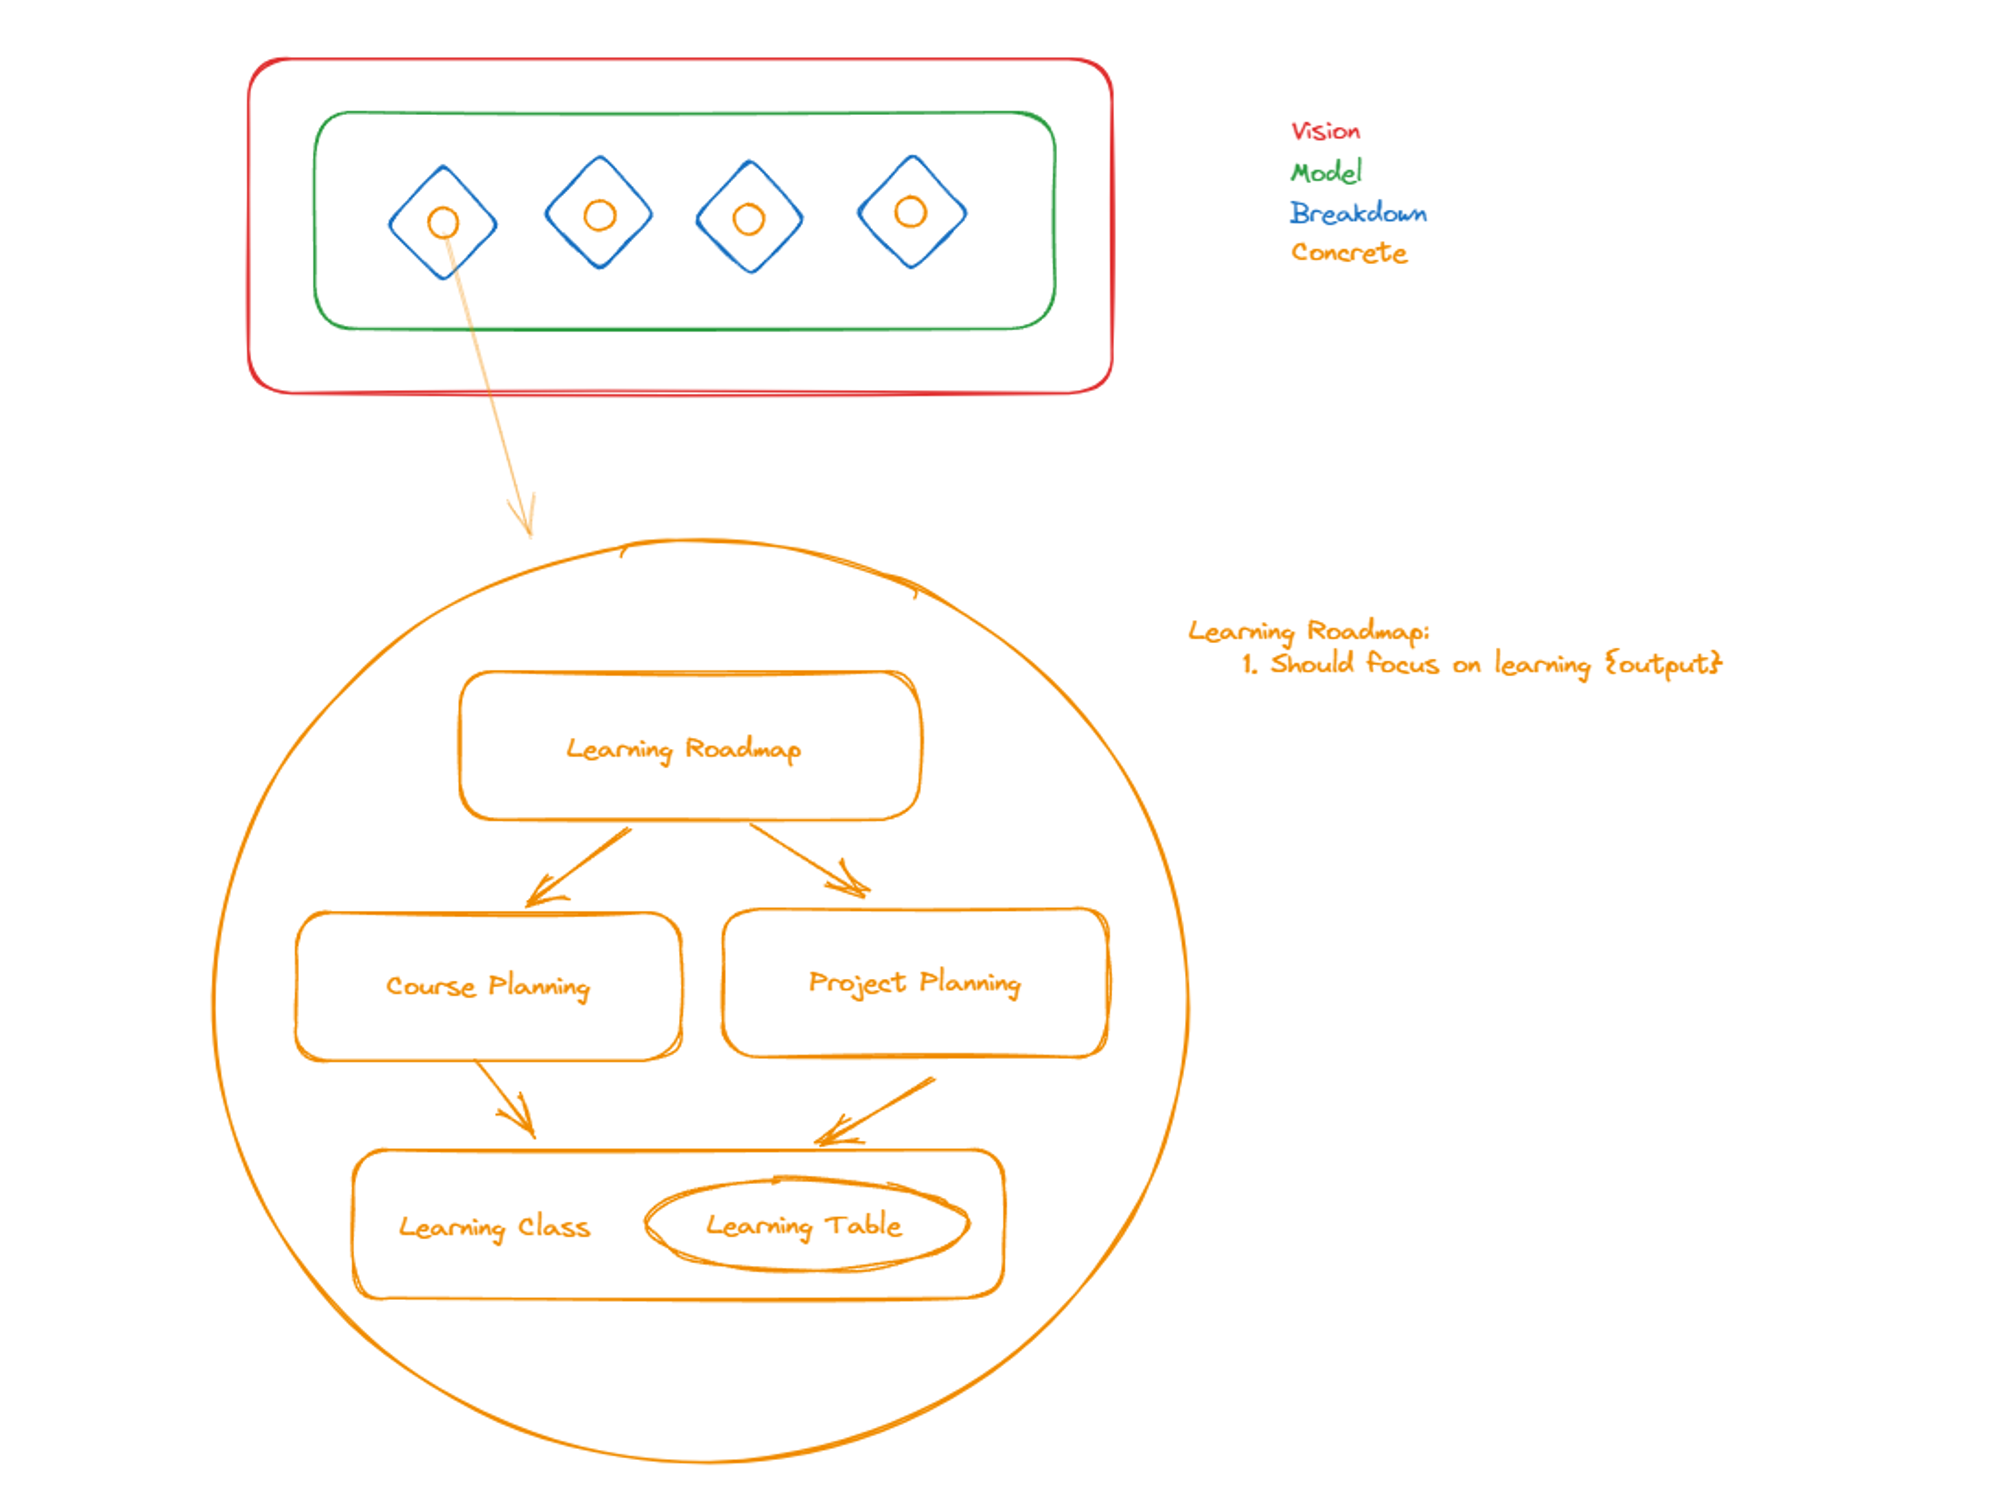 Vision
Model
Breakdown
Concrete
Learning Roadmap:
1. Should focus on learning {output}
Learning Roadmap
Course Planning
Project Planning
Learning Class
Learning Table